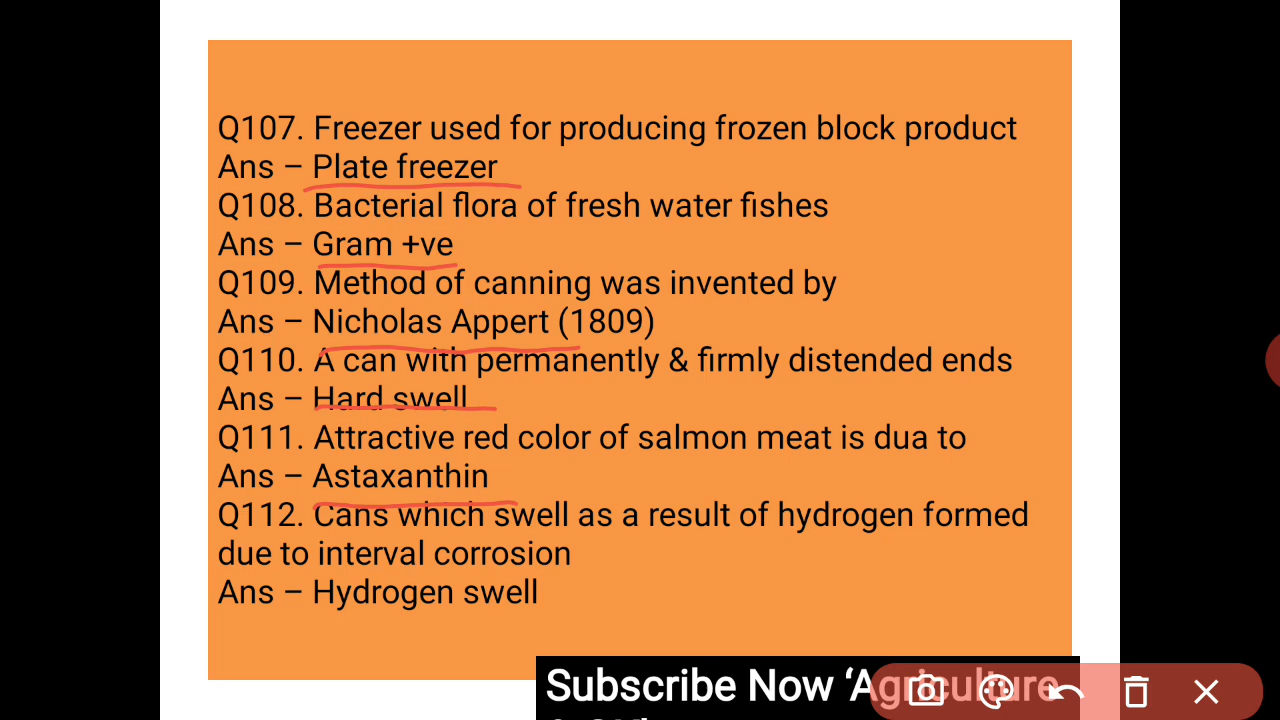 Q107. Freezer used for producing frozen block product
Ans – Plate freezer
Q108. Bacterial flora of fresh water fishes
Ans – Gram +ve
Q109. Method of canning was invented by
Ans – Nicholas Appert (1809)
Q110. A can with permanently & firmly distended ends
Ans – Hard swell
Q111. Attractive red color of salmon meat is dua to
Ans – Astaxanthin
Q112. Cans which swell as a result of hydrogen formed
due to interval corrosion
Ans – Hydrogen swell
Subscribe Now ‘Agriculture